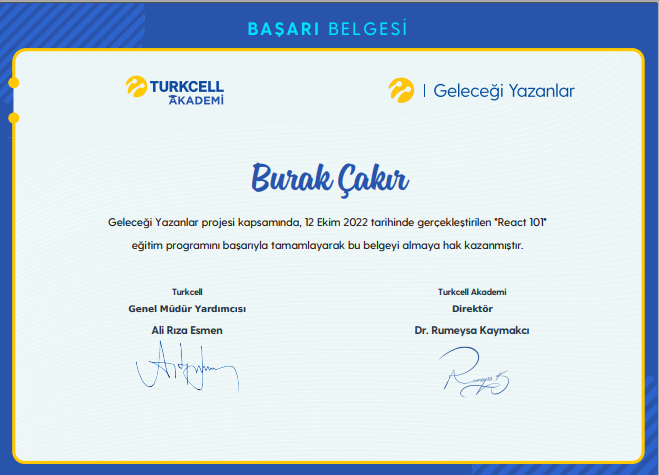 BAŞARI BELGESİ
TURKCELL
AKADEMİ
| Geleceği Yazanlar
Burak Çakır
Geleceği Yazanlar projesi kapsamında, 12 Ekim 2022 tarihinde gerçekleştirilen "React 101"
eğitim programını başarıyla tamamlayarak bu belgeyi almaya hak kazanmıştır.
Turkcell
Genel Müdür Yardımcısı
Ali Rıza Esmen
Turkcell Akademi
Direktör
Dr. Rumeysa Kaymakcı